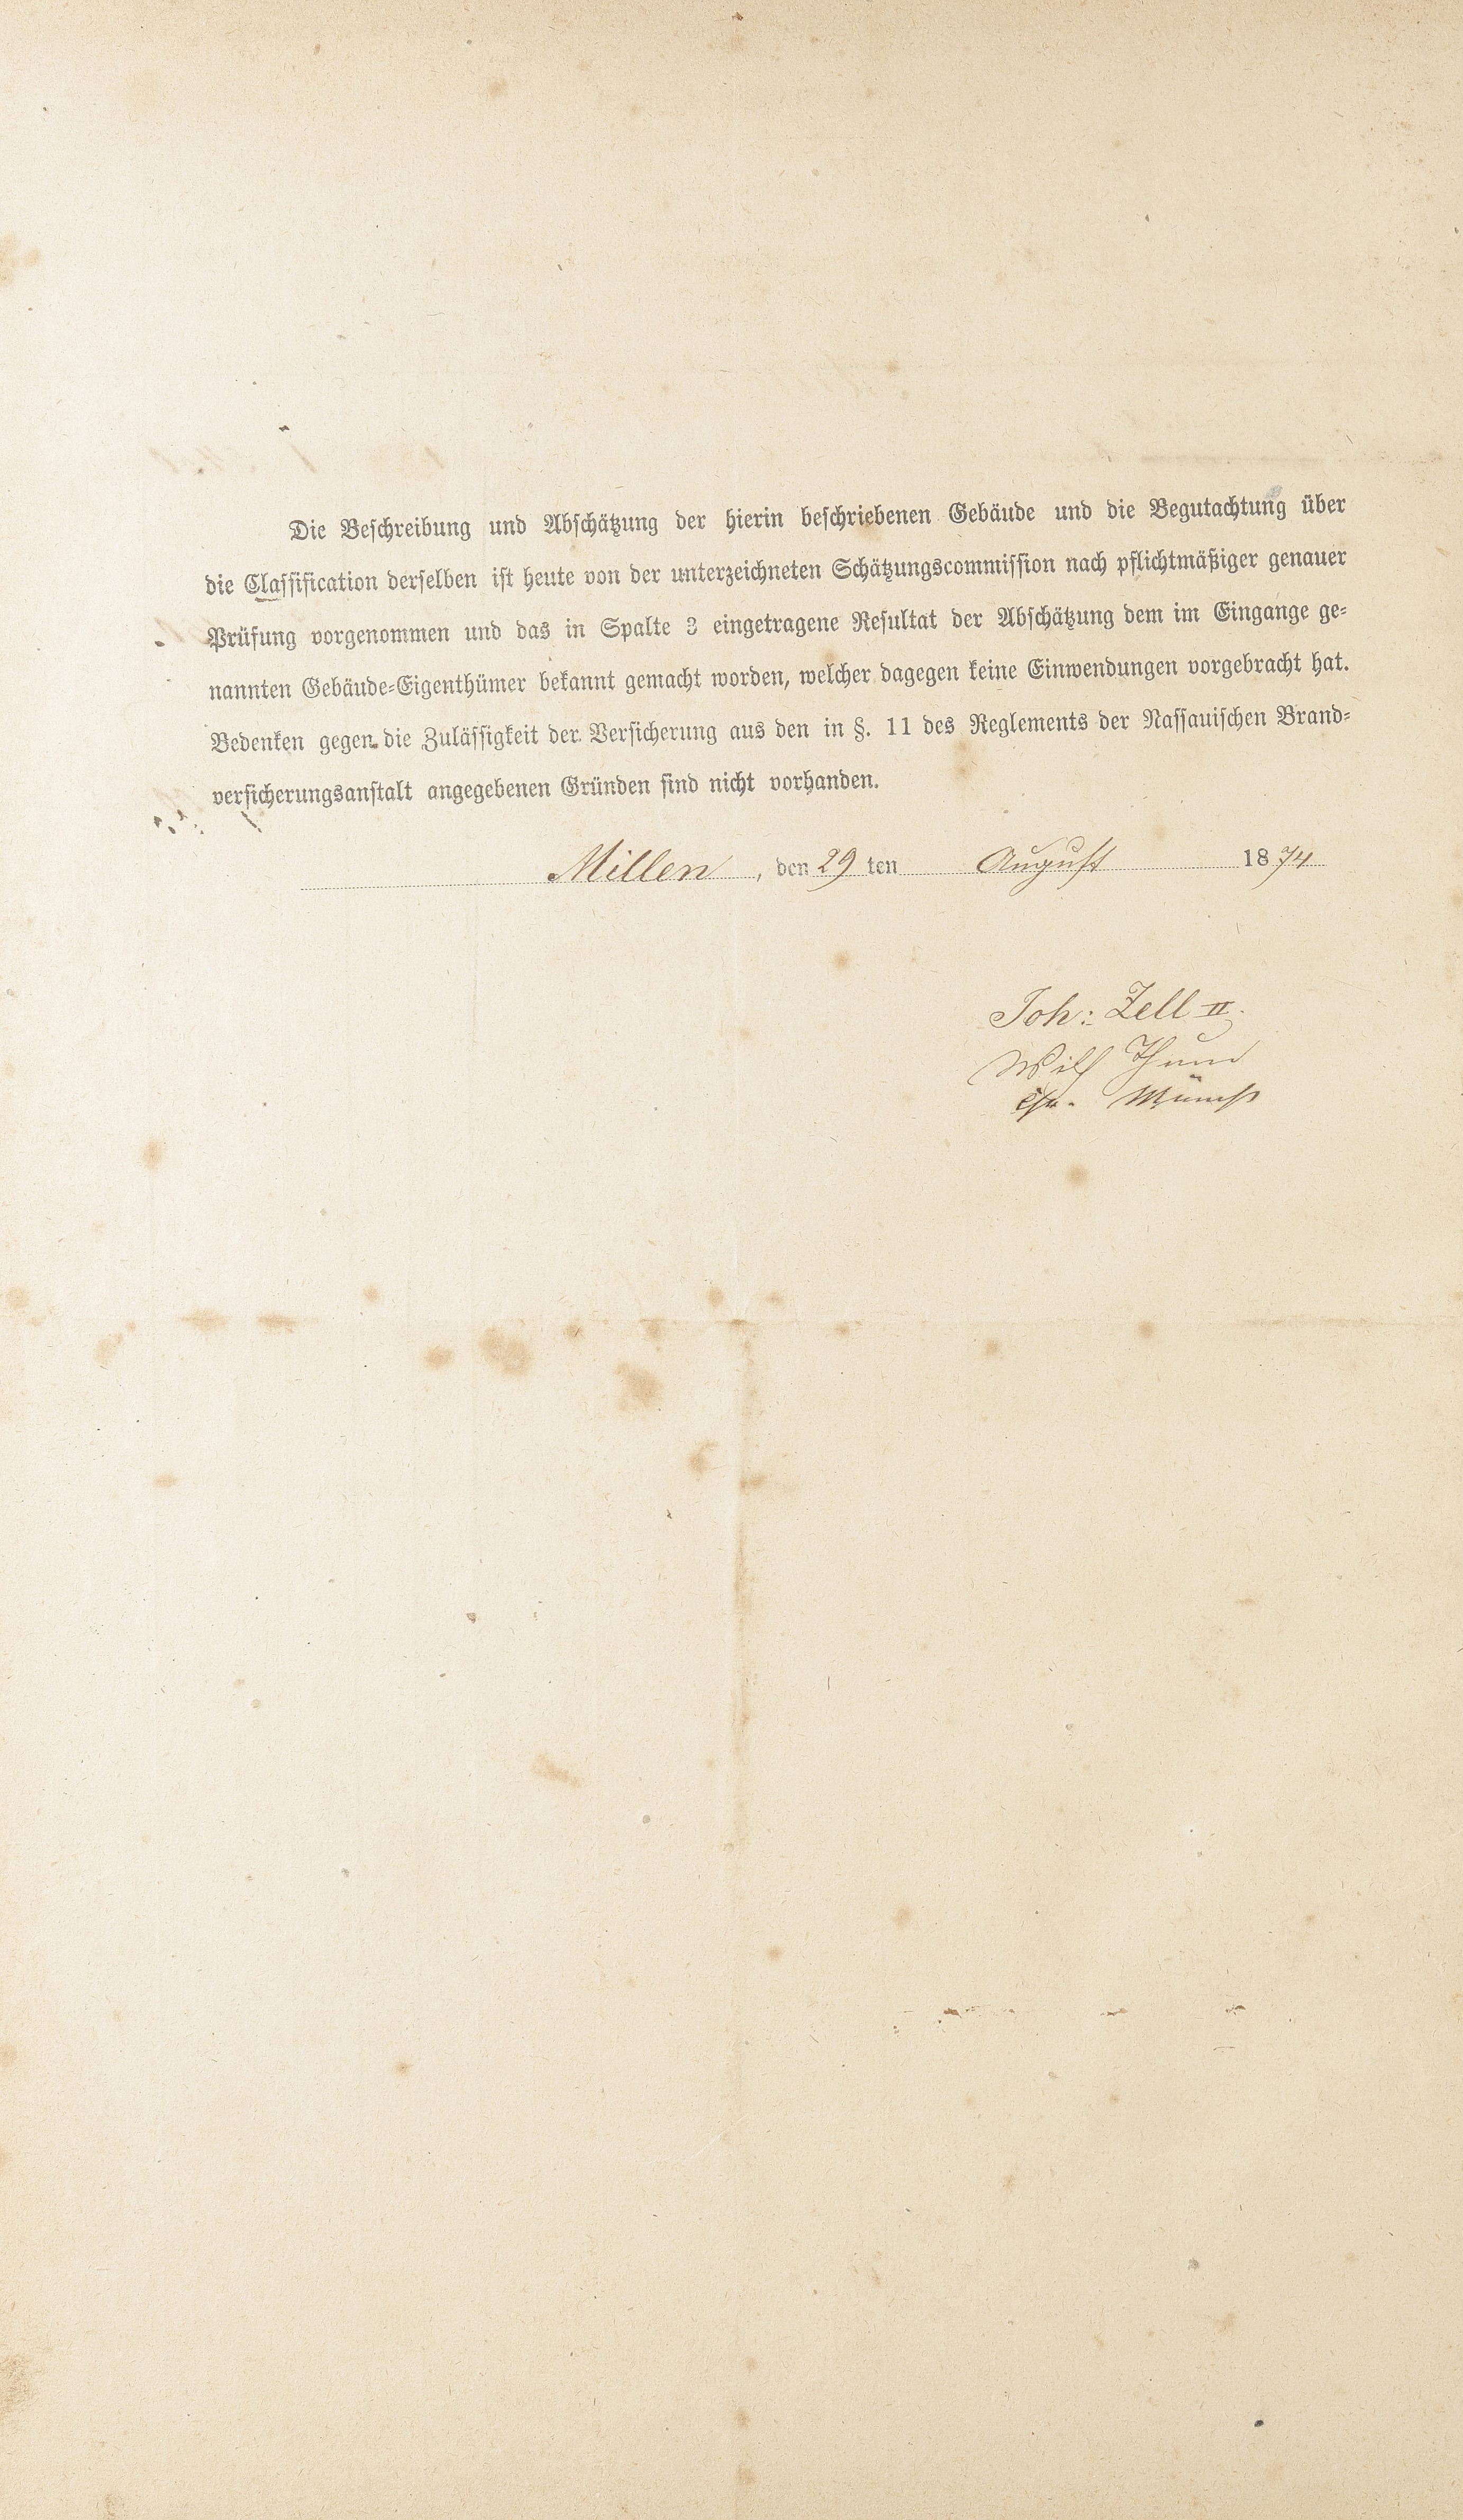 Die Beschreibung und Abschätzung der hierin beschriebenen Gebäude und die Begutachtung über
die Classification derselben ist heute von der unterzeichneten Schätzungscommission nach pflichtmäßiger genauer
Prüfung vorgenommen und das in Spalte 3 eingetragene Resultat der Abschätzung dem im Eingange ge=
nannten Gebäude=Eigenthümer bekannt gemacht worden, welcher dagegen keine Einwendungen vorgebracht hat.
Bedenken gegen die Zulässigkeit der Versicherung aus den in §. 11 des Reglements der Nassauischen Brand=
versicherungsanstalt angegebenen Gründen sind nicht vorhanden.
Millen, den 29 ten August 1874
Joh: Zell II.
Wilh Thum